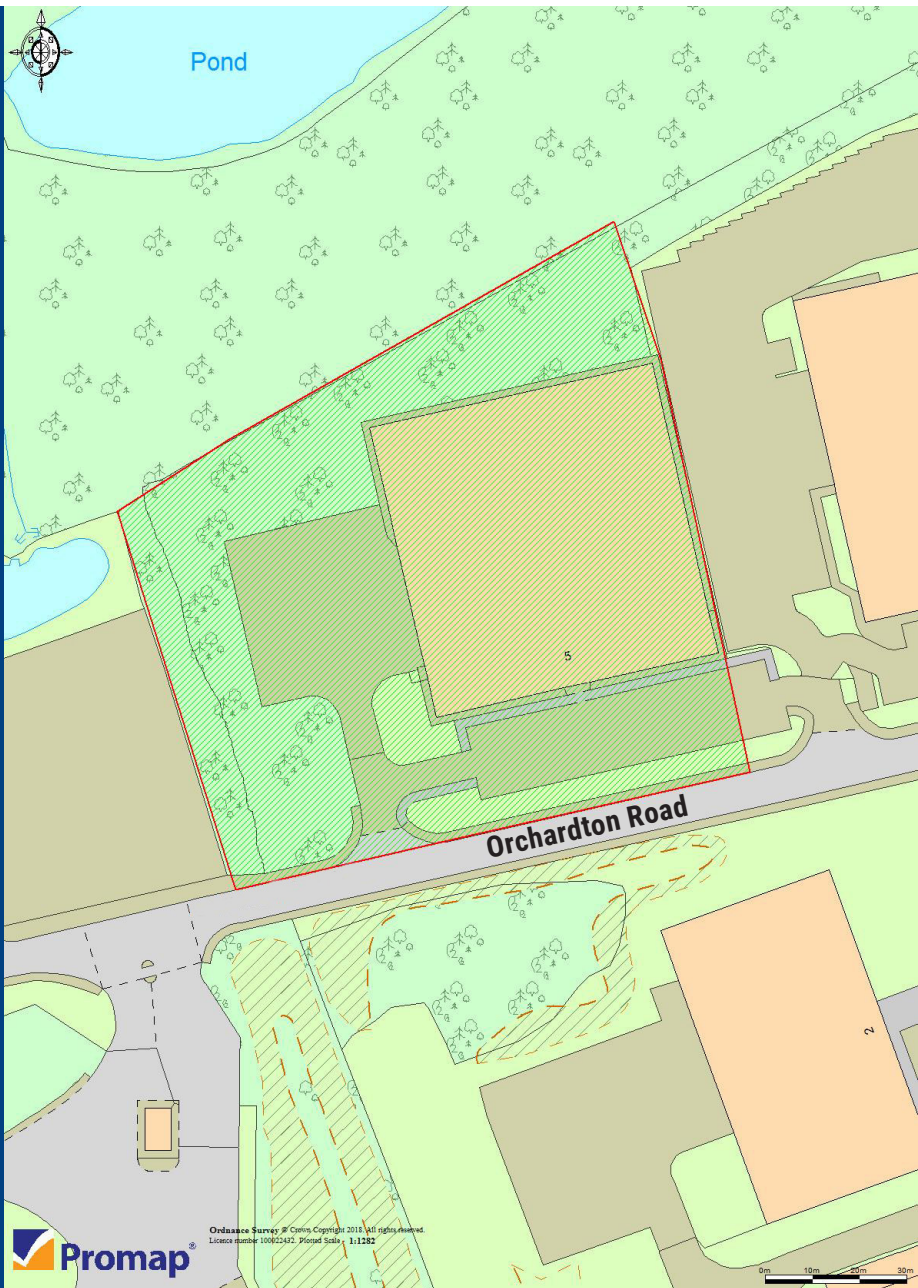 Pond
5
Orchardton Road
2
Promap®
Ordnance Survey © Crown Copyright 2018. All rights reserved.
Licence number 100022432. Plotted Scale - 1:1282
0m 10m 20m 30m